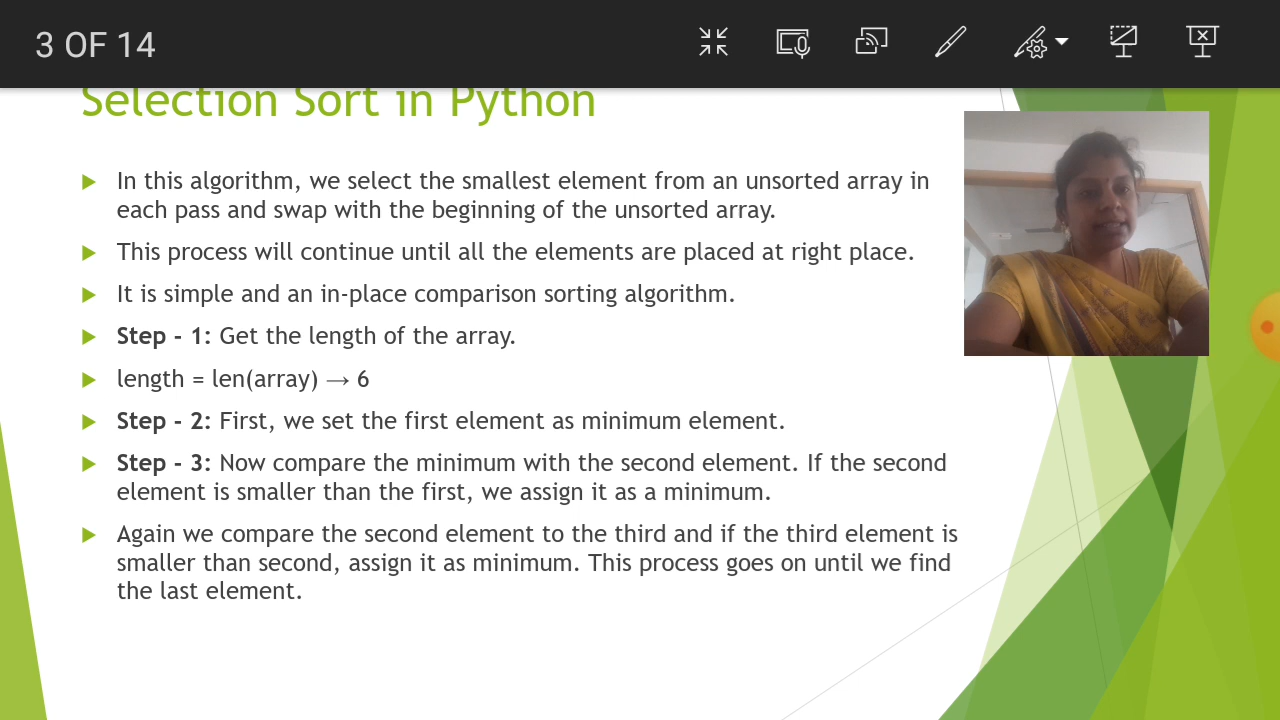 3 OF 14
Selection Sort in Python
In this algorithm, we select the smallest element from an unsorted array in
each pass and swap with the beginning of the unsorted array.
This process will continue until all the elements are placed at right place.
It is simple and an in-place comparison sorting algorithm.
Step - 1: Get the length of the array.
length = len(array) → 6
Step - 2: First, we set the first element as minimum element.
Step - 3: Now compare the minimum with the second element. If the second
element is smaller than the first, we assign it as a minimum.
Again we compare the second element to the third and if the third element is
smaller than second, assign it as minimum. This process goes on until we find
the last element.